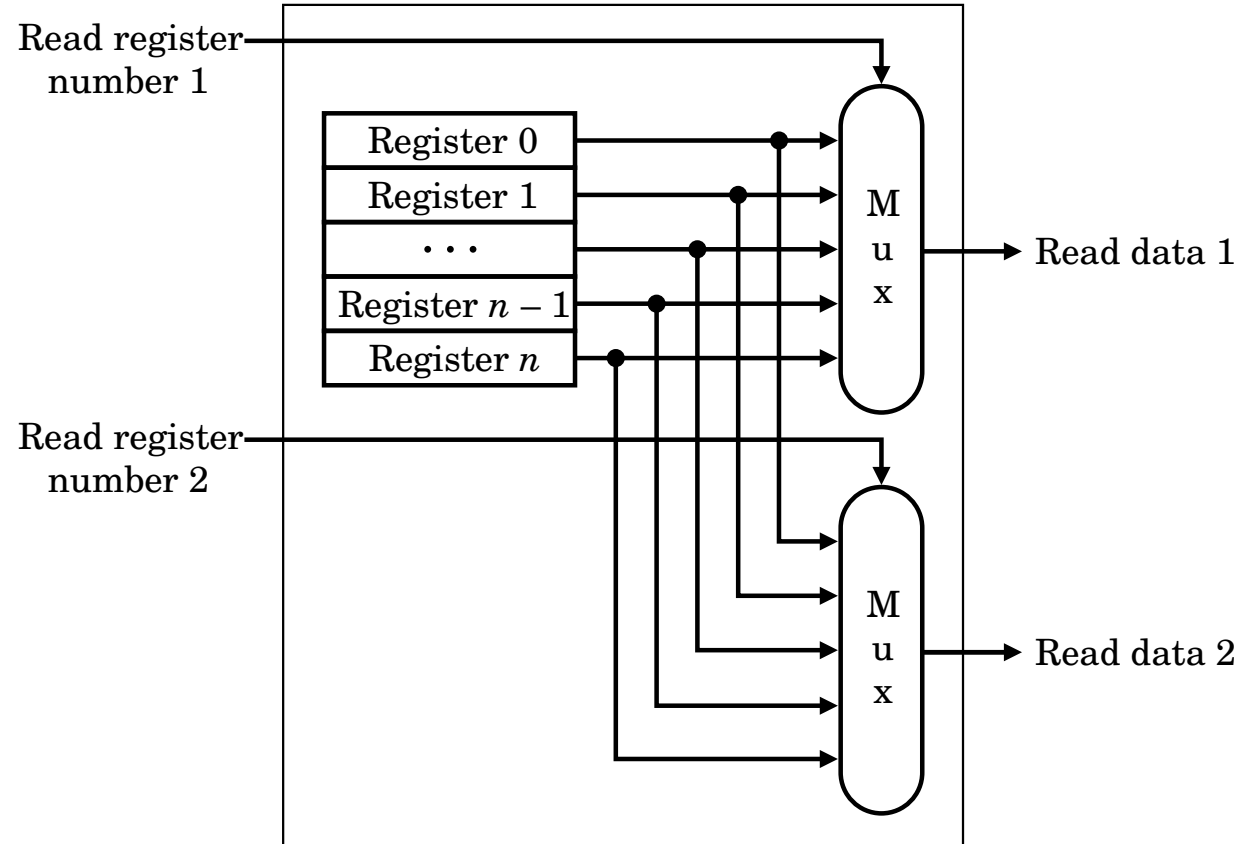 Read register
number 1
Register 0
Register 1
. . .
Register n – 1
Register n
M
u
x
Read data 1
Read register
number 2
M
u
x
Read data 2